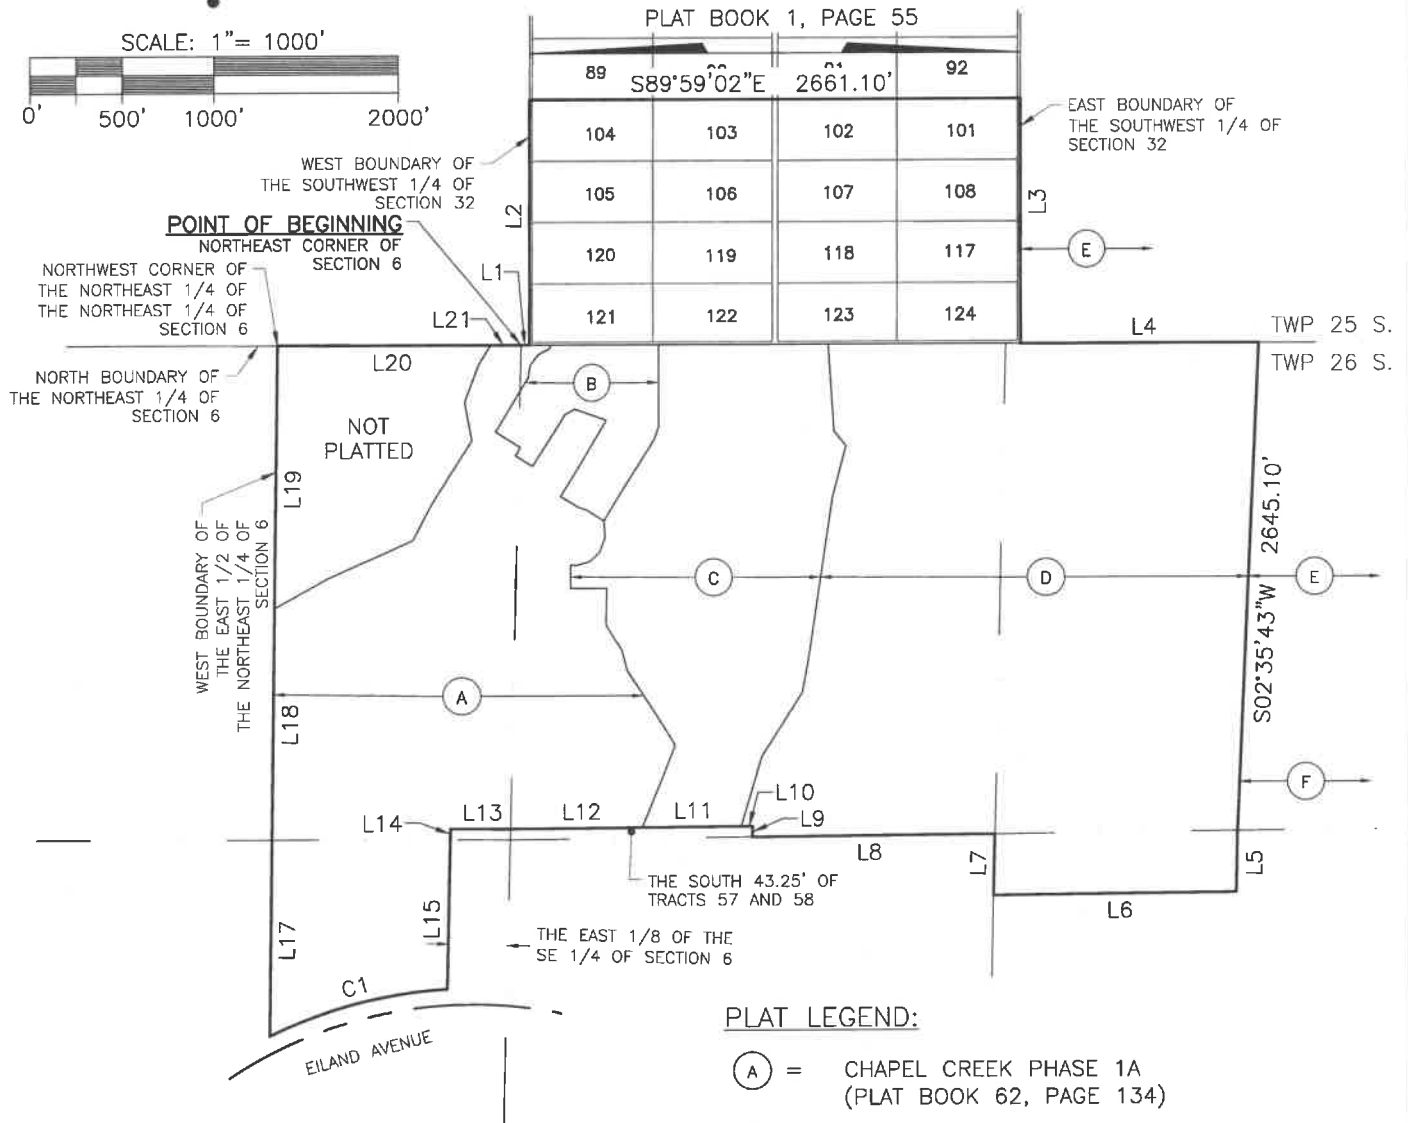 PLAT BOOK 1, PAGE 55
SCALE: 1"= 1000'
0' 500' 1000' 2000'
89 92
S89°59'02"E 2661.10'
104 103 102 101
105 106 107 108
120 119 118 117
121 122 123 124
EAST BOUNDARY OF
THE SOUTHWEST 1/4 OF
SECTION 32
WEST BOUNDARY OF
THE SOUTHWEST 1/4 OF
SECTION 32
L2
L3
POINT OF BEGINNING
NORTHEAST CORNER OF
SECTION 6
E
NORTHWEST CORNER OF
THE NORTHEAST 1/4 OF
THE NORTHEAST 1/4 OF
SECTION 6
L1
L21
L4
TWP 25 S.
TWP 26 S.
L20
NORTH BOUNDARY OF
THE NORTHEAST 1/4 OF
SECTION 6
B
NOT
PLATTED
L19
WEST BOUNDARY OF
THE EAST 1/2 OF
THE NORTHEAST 1/4 OF
SECTION 6
S02°35'43"W 2645.10'
C
D
E
A
L18
F
L10
L9
L11
L12
L13
L14
L8
L7
L5
L6
THE SOUTH 43.25' OF
TRACTS 57 AND 58
L15
L17
THE EAST 1/8 OF THE
SE 1/4 OF SECTION 6
C1
EILAND AVENUE
PLAT LEGEND:
A = CHAPEL CREEK PHASE 1A
(PLAT BOOK 62, PAGE 134)